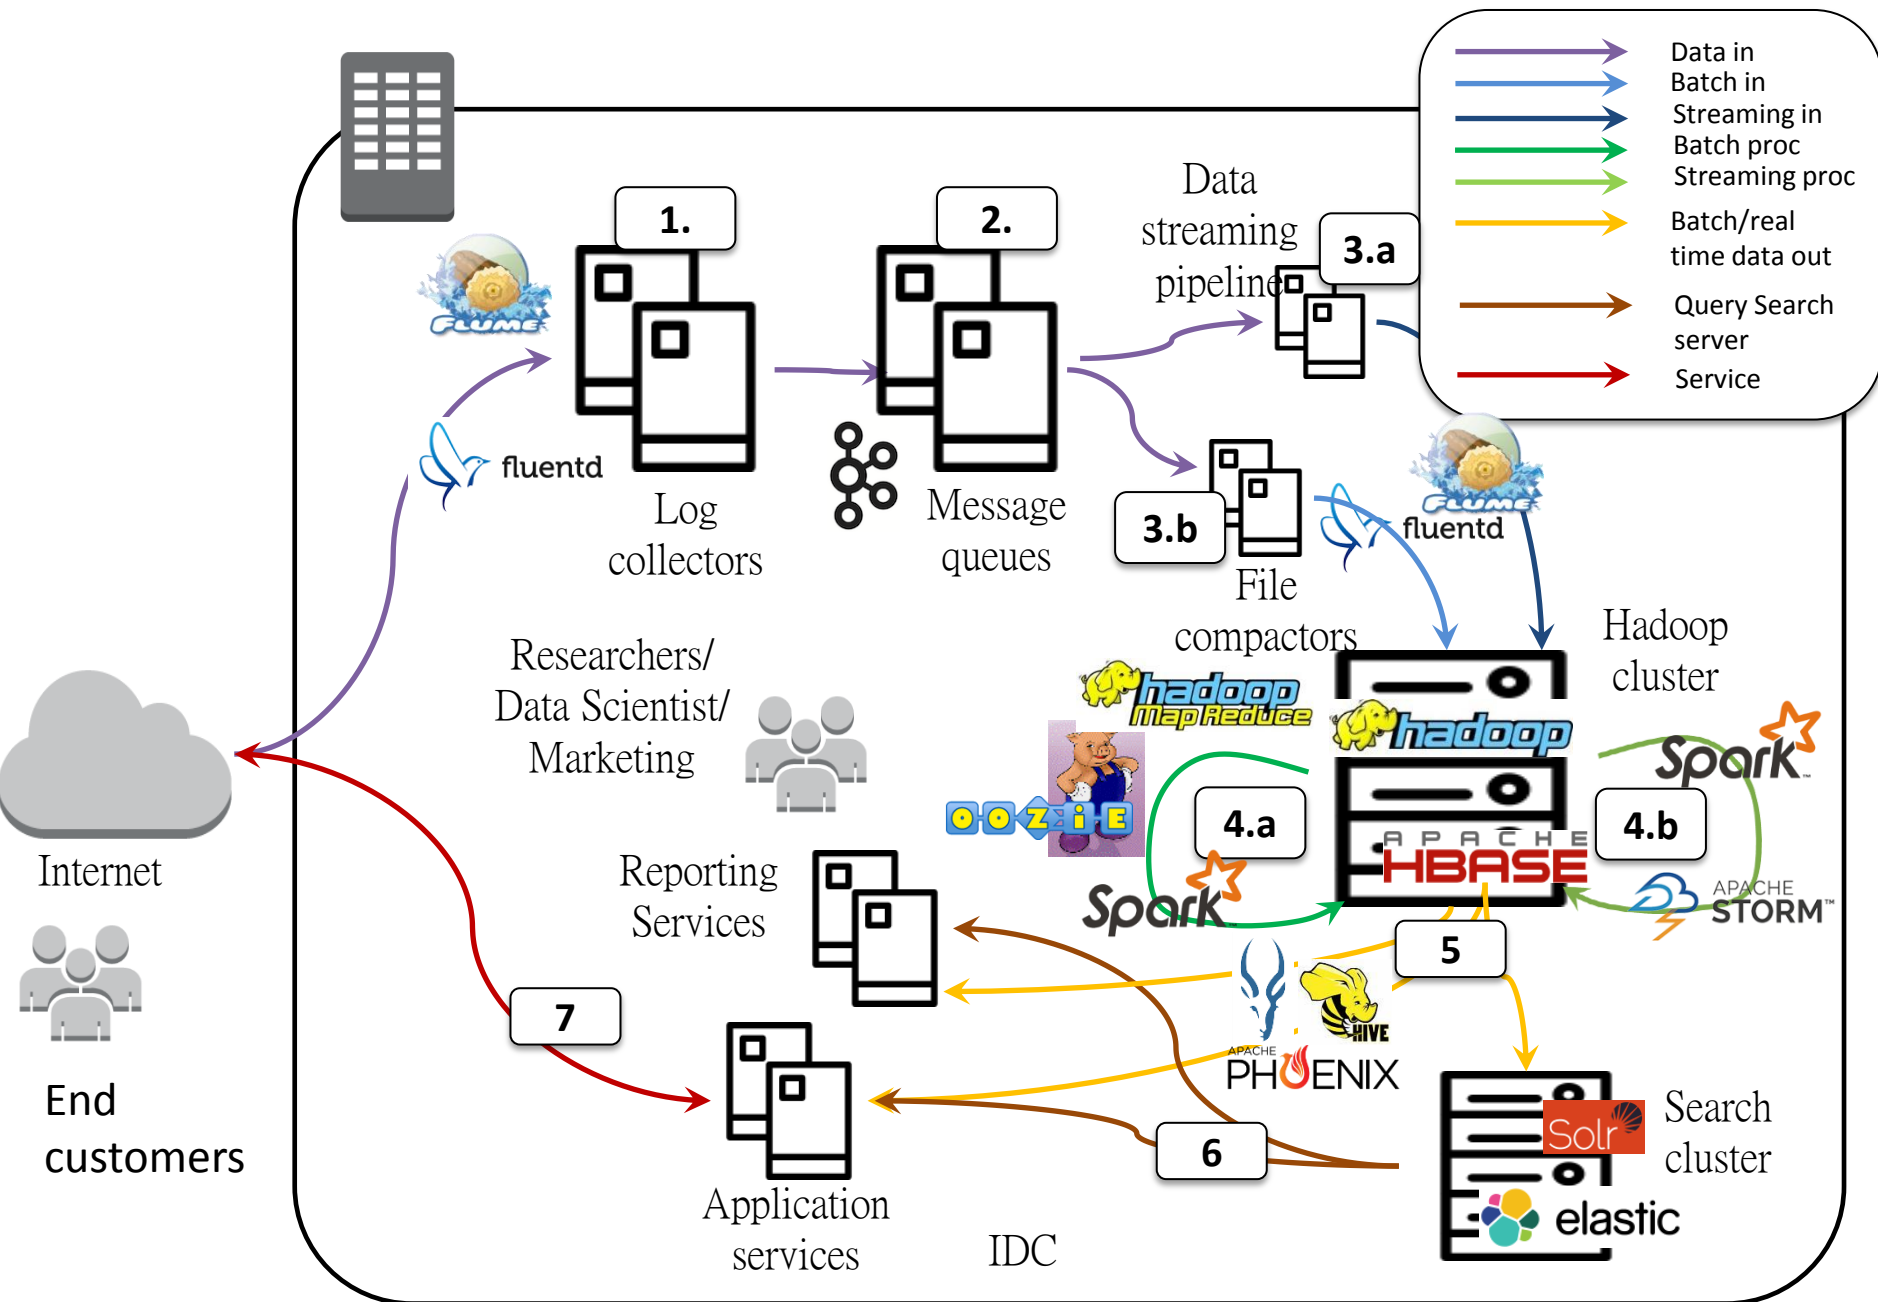 Data in
Batch in
Streaming in
Batch proc
Streaming proc
Batch/real
time data out
Query Search
server
Service
1.
2.
Data
streaming
pipeline
3.a
FLUME
fluentd
Log
collectors
Message
queues
3.b
File
compactors
FLUME
fluentd
Hadoop
cluster
Researchers/
Data Scientist/
Marketing
hadoop
Map Reduce
hadoop
Spark™
OOZiE
4.a
4.b
APACHE
HBASE
Spark™
APACHE
STORM™
Internet
Reporting
Services
5
7
HIVE
APACHE
PHOENIX
End
customers
6
Solr
Search
cluster
elastic
Application
services
IDC